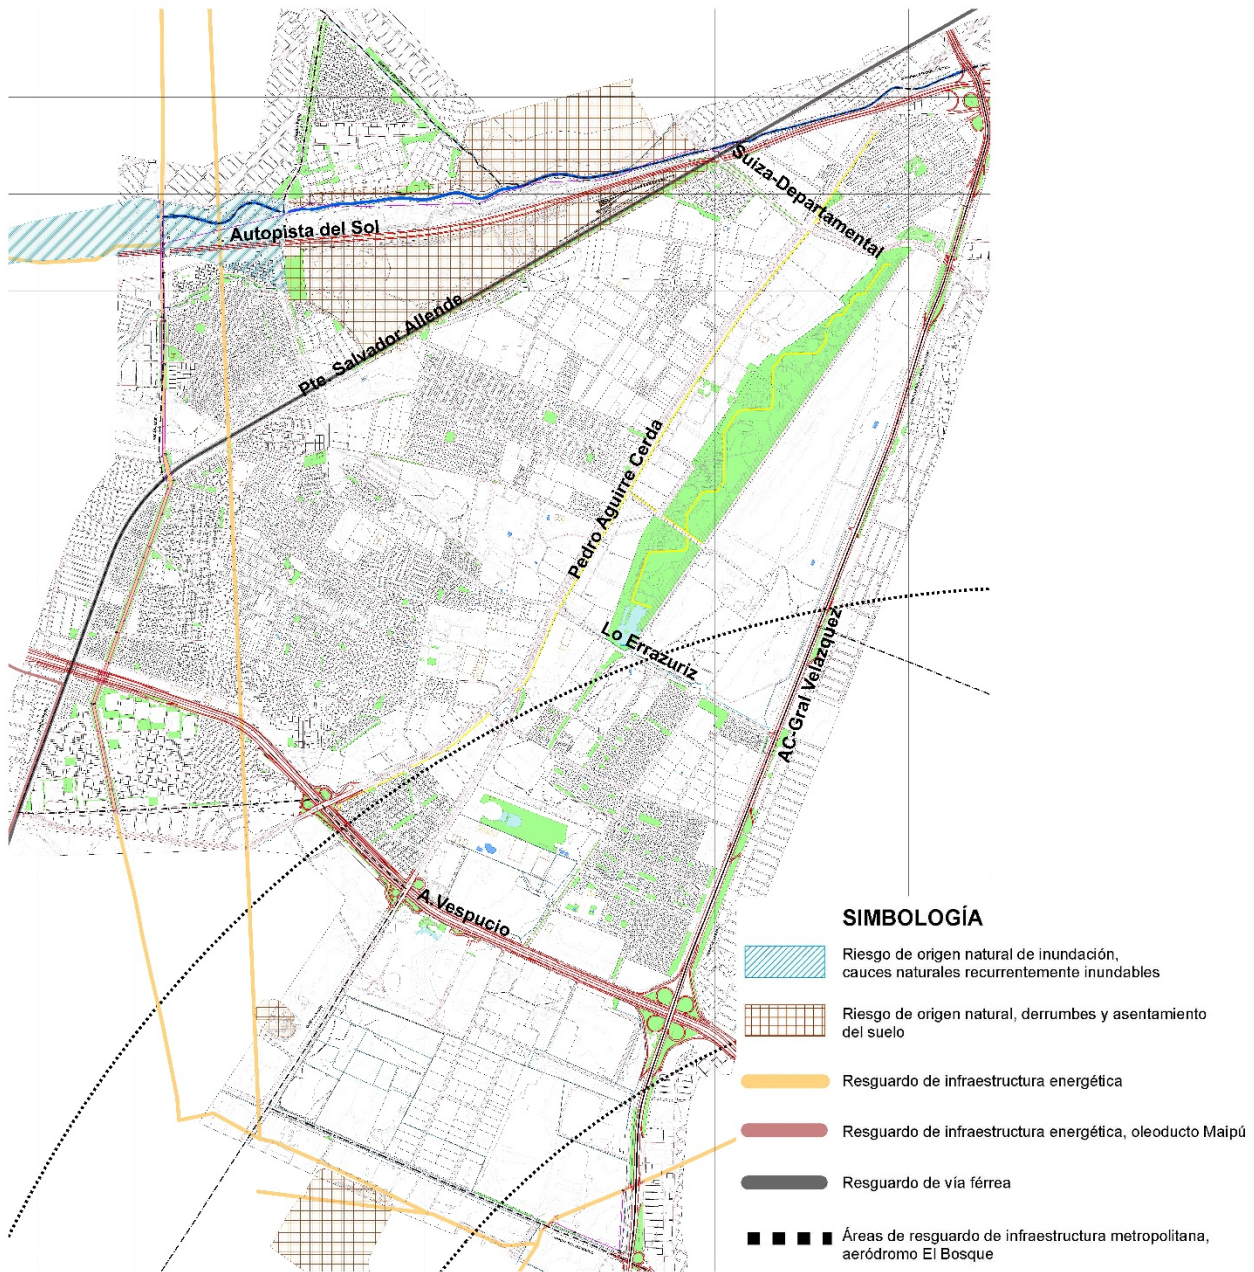 Suiza-Departamental
Autopista del Sol
Pte. Salvador Allende
Pedro Aguirre Cerda
Lo Errazuriz
AC-Gral Velazquez
A.Vespucio
SIMBOLOGÍA
Riesgo de origen natural de inundación,
cauces naturales recurrentemente inundables
Riesgo de origen natural, derrumbes y asentamiento
del suelo
Resguardo de infraestructura energética
Resguardo de infraestructura energética, oleoducto Maipú
Resguardo de vía férrea
Áreas de resguardo de infraestructura metropolitana,
aeródromo El Bosque